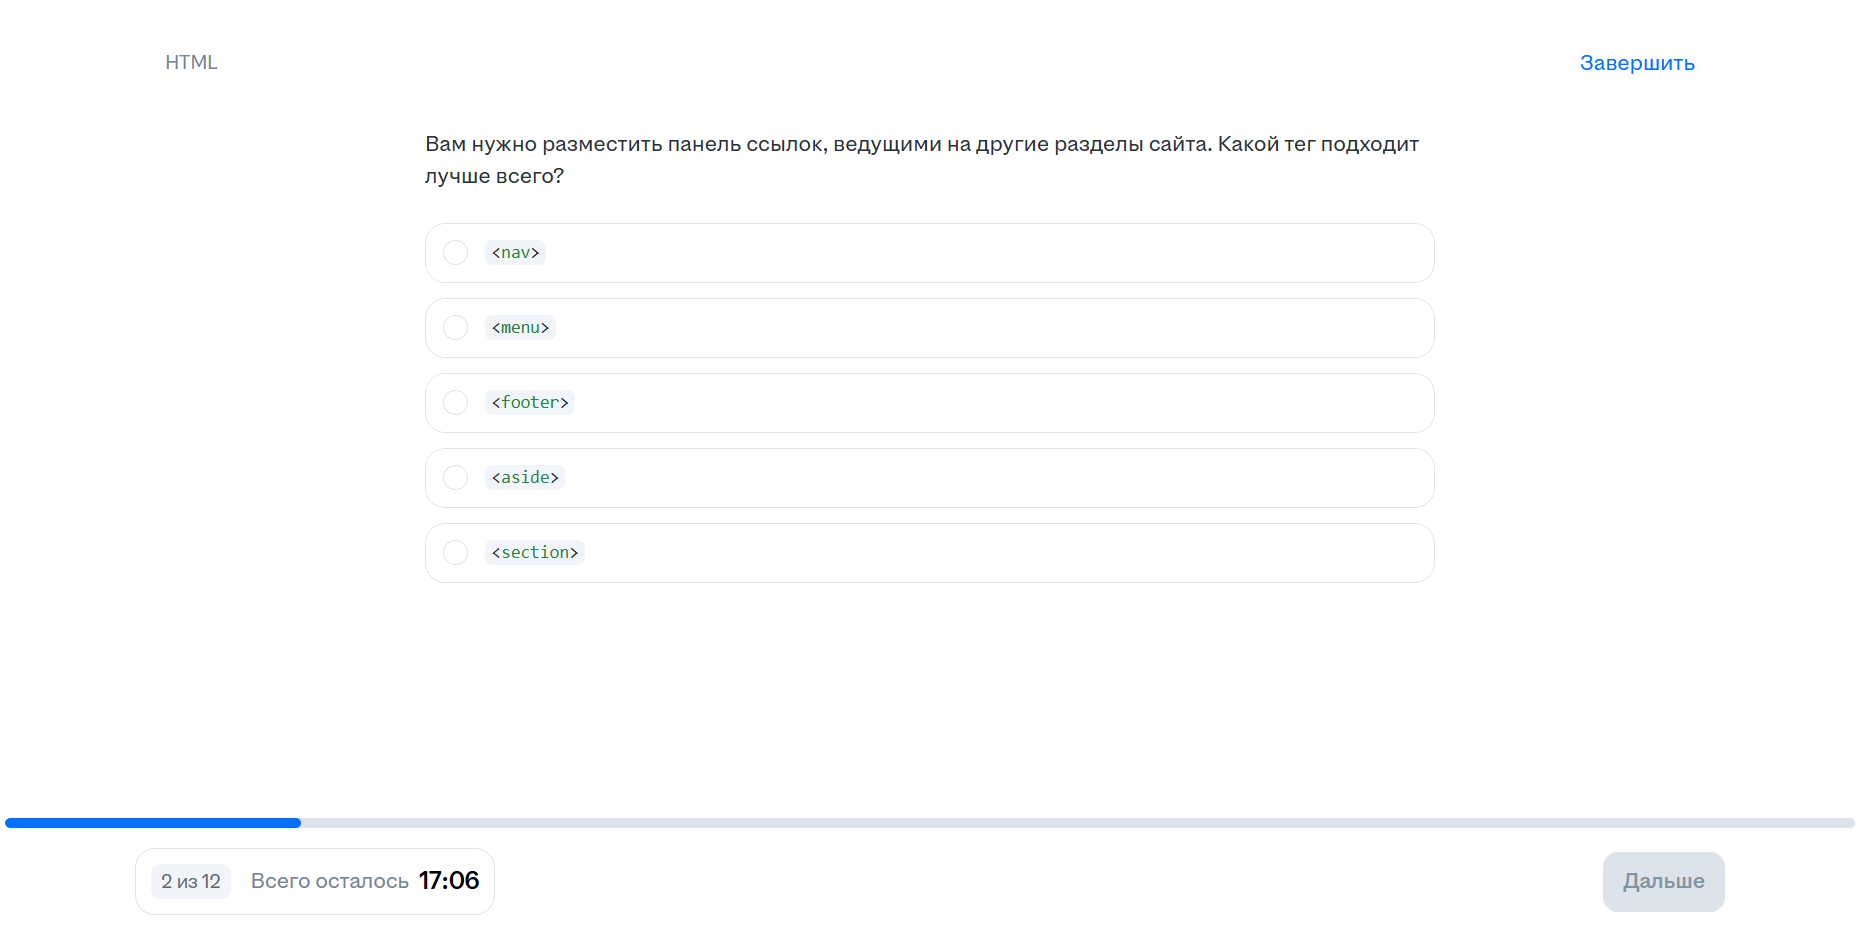 HTML
Завершить
Вам нужно разместить панель ссылок, ведущими на другие разделы сайта. Какой тег подходит
лучше всего?
<nav>
<menu>
<footer>
<aside>
<section>
2 из 12 Всего осталось 17:06
Дальше